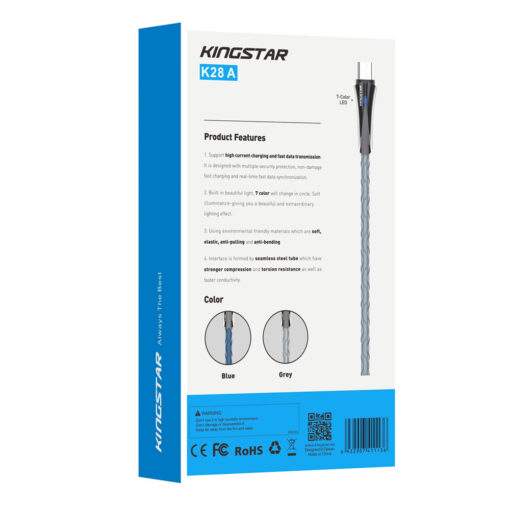 KINGSTAR
K28 A
7-Color
LED
Product Features
1. Support high current charging and fast data transmission
It is designed with multiple security protection, non-damage
fast charging and real-time fast data synchronization.
2. Built in beautiful light, 7 color will change in circle. Self
illuminance-giving you a beautiful and extraordinary
lighting effect.
3. Using environmental friendly materials which are soft,
elastic, anti-pulling and anti-bending
4. Interface is formed by seamless steel tube which have
stronger compression and torsion resistance as well as
faster conductivity.
Color
Blue
Grey
KINGSTAR Always The Best
WARNING:
CE FC RoHS